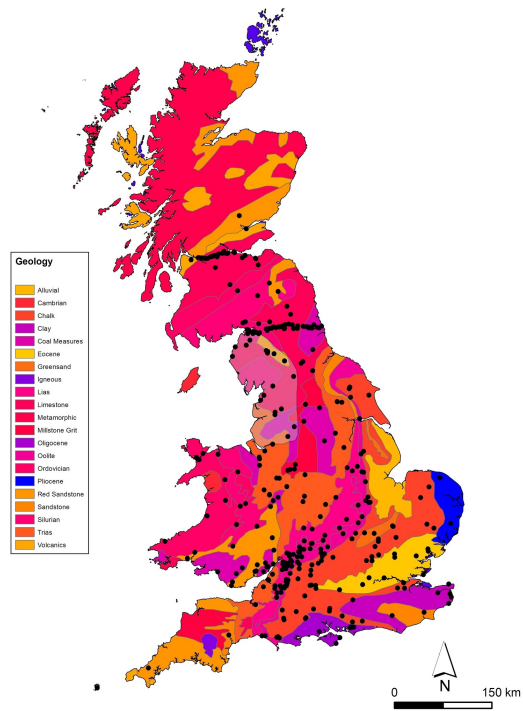 Geology
Alluvial
Cambrian
Chalk
Clay
Coal Measures
Eocene
Greensand
Igneous
Lias
Limestone
Metamorphic
Millstone Grit
Oligocene
Oolite
Ordovician
Pliocene
Red Sandstone
Sandstone
Silurian
Trias
Volcanics
N
0 150 km